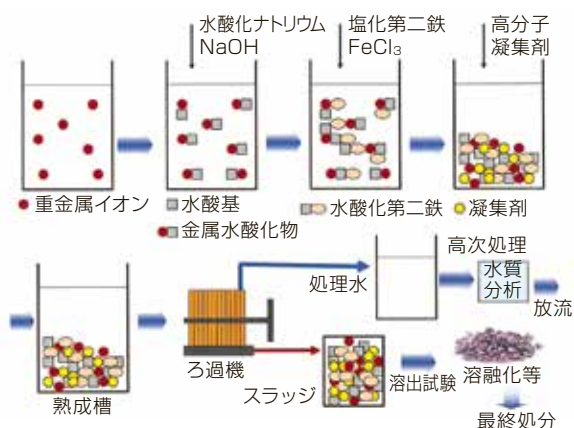 水酸化ナトリウム
NaOH
塩化第二鉄
FeCl₃
高分子
凝集剤
重金属イオン
水酸基
水酸化第二鉄
凝集剤
金属水酸化物
処理水
高次処理
水質
分析
放流
熟成槽
ろ過機
スラッジ
溶出試験
溶融化等
最終処分